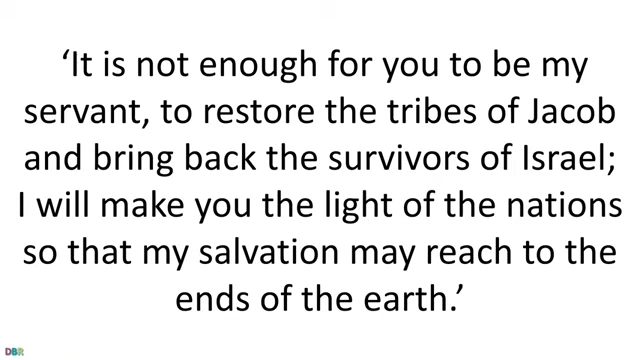 ‘It is not enough for you to be my
servant, to restore the tribes of Jacob
and bring back the survivors of Israel;
I will make you the light of the nations
so that my salvation may reach to the
ends of the earth.’
DBR